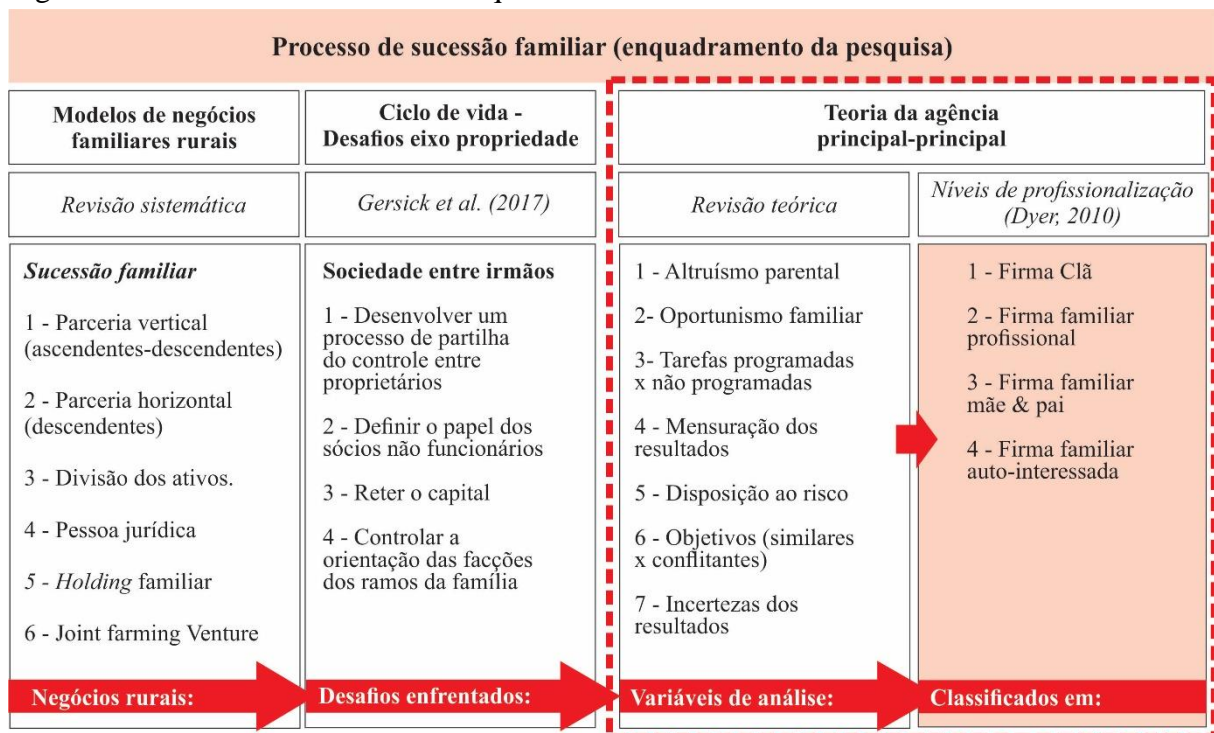 Processo de sucessão familiar (enquadramento da pesquisa)
Modelos de negócios
familiares rurais
Revisão sistemática
Sucessão familiar
1 - Parceria vertical
(ascendentes-descendentes)
2 - Parceria horizontal
(descendentes)
3 - Divisão dos ativos.
4 - Pessoa jurídica
5 - Holding familiar
6 - Joint farming Venture
Negócios rurais:
Ciclo de vida -
Desafios eixo propriedade
Gersick et al. (2017)
Sociedade entre irmãos
1 - Desenvolver um
processo de partilha
do controle entre
proprietários
2 - Definir o papel dos
sócios não funcionários
3 - Reter o capital
4 - Controlar a
orientação das facções
dos ramos da família
Desafios enfrentados:
Teoria da agência
principal-principal
Revisão teórica
1 - Altruísmo parental
2- Oportunismo familiar
3- Tarefas programadas
x não programadas
4 - Mensuração dos
resultados
5 - Disposição ao risco
6 - Objetivos (similares
x conflitantes)
7 - Incertezas dos
resultados
Variáveis de análise:
Níveis de profissionalização
(Dyer, 2010)
1 - Firma Clã
2 - Firma familiar
profissional
3 - Firma familiar
mãe & pai
4 - Firma familiar
auto-interessada
Classificados em: